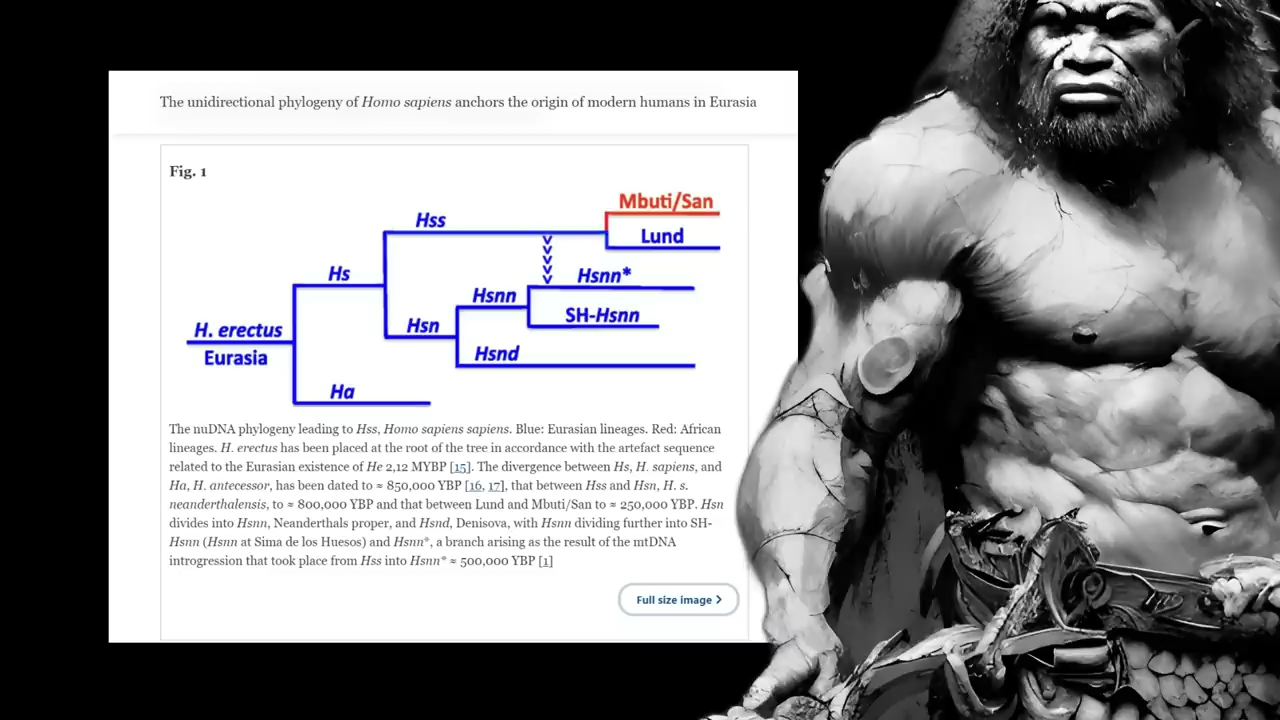 The unidirectional phylogeny of Homo sapiens anchors the origin of modern humans in Eurasia
Fig. 1
Mbuti/San
Hss
Lund
Hs
Hsnn*
Hsnn
SH-Hsnn
Hsn
H. erectus
Eurasia
Hsnd
Ha
The nuDNA phylogeny leading to Hss, Homo sapiens sapiens. Blue: Eurasian lineages. Red: African
lineages. H. erectus has been placed at the root of the tree in accordance with the artefact sequence
related to the Eurasian existence of He 2,12 MYBP [15]. The divergence between Hs, H. sapiens, and
Ha, H. antecessor, has been dated to ≈ 850,000 YBP [16, 17], that between Hss and Hsn, H. s.
neanderthalensis, to ≈ 800,000 YBP and that between Lund and Mbuti/San to ≈ 250,000 YBP. Hsn
divides into Hsnn, Neanderthals proper, and Hsnd, Denisova, with Hsnn dividing further into SH-
Hsnn (Hsnn at Sima de los Huesos) and Hsnn*, a branch arising as the result of the mtDNA
introgression that took place from Hss into Hsnn* ≈ 500,000 YBP [1]
Full size image